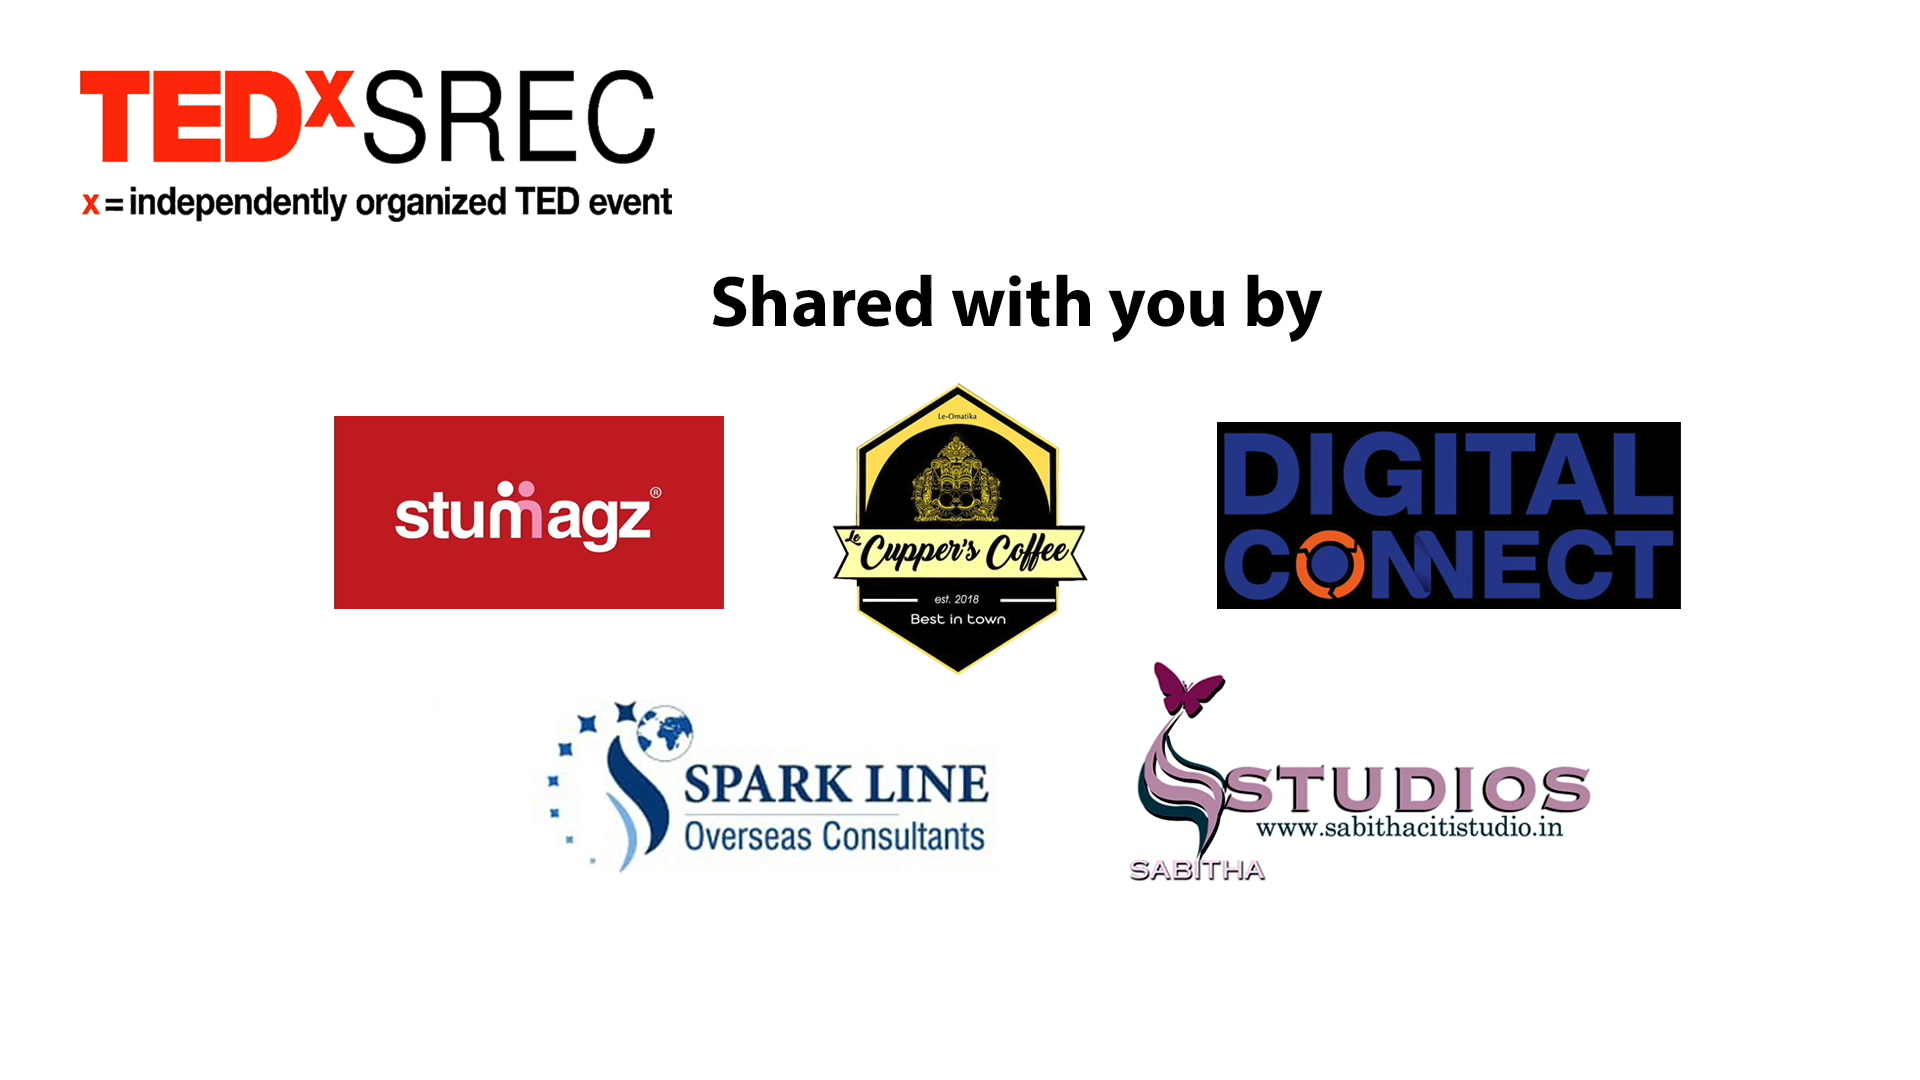 TEDxSREC
x = independently organized TED event
Shared with you by
stumagz®
Le-Omatika
Le Cupper's Coffee
est. 2018
Best in town
DIGITAL
CONNECT
SPARK LINE
Overseas Consultants
STUDIOS
www.sabithacitistudio.in
SABITHA